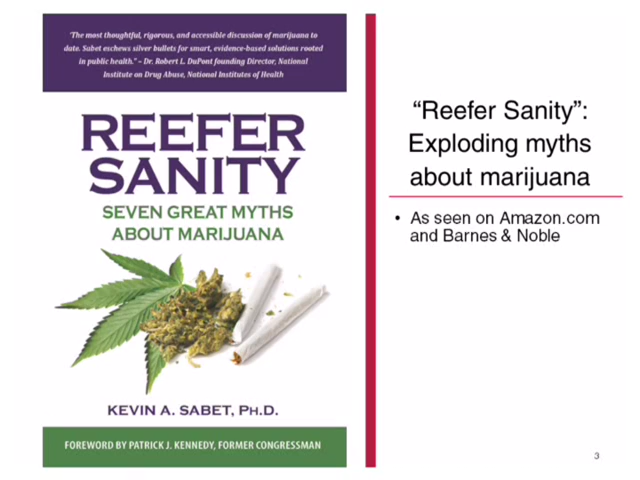 "The most thoughtful, rigorous, and accessible discussion of marijuana to
date. Sabet eschews silver bullets for smart, evidence-based solutions rooted
in public health." – Dr. Robert L. DuPont founding Director, National
Institute on Drug Abuse, National Institutes of Health
REEFER
SANITY
SEVEN GREAT MYTHS
ABOUT MARIJUANA
KEVIN A. SABET, PH.D.
FOREWORD BY PATRICK J. KENNEDY, FORMER CONGRESSMAN
“Reefer Sanity”:
Exploding myths
about marijuana
• As seen on Amazon.com
and Barnes & Noble
3